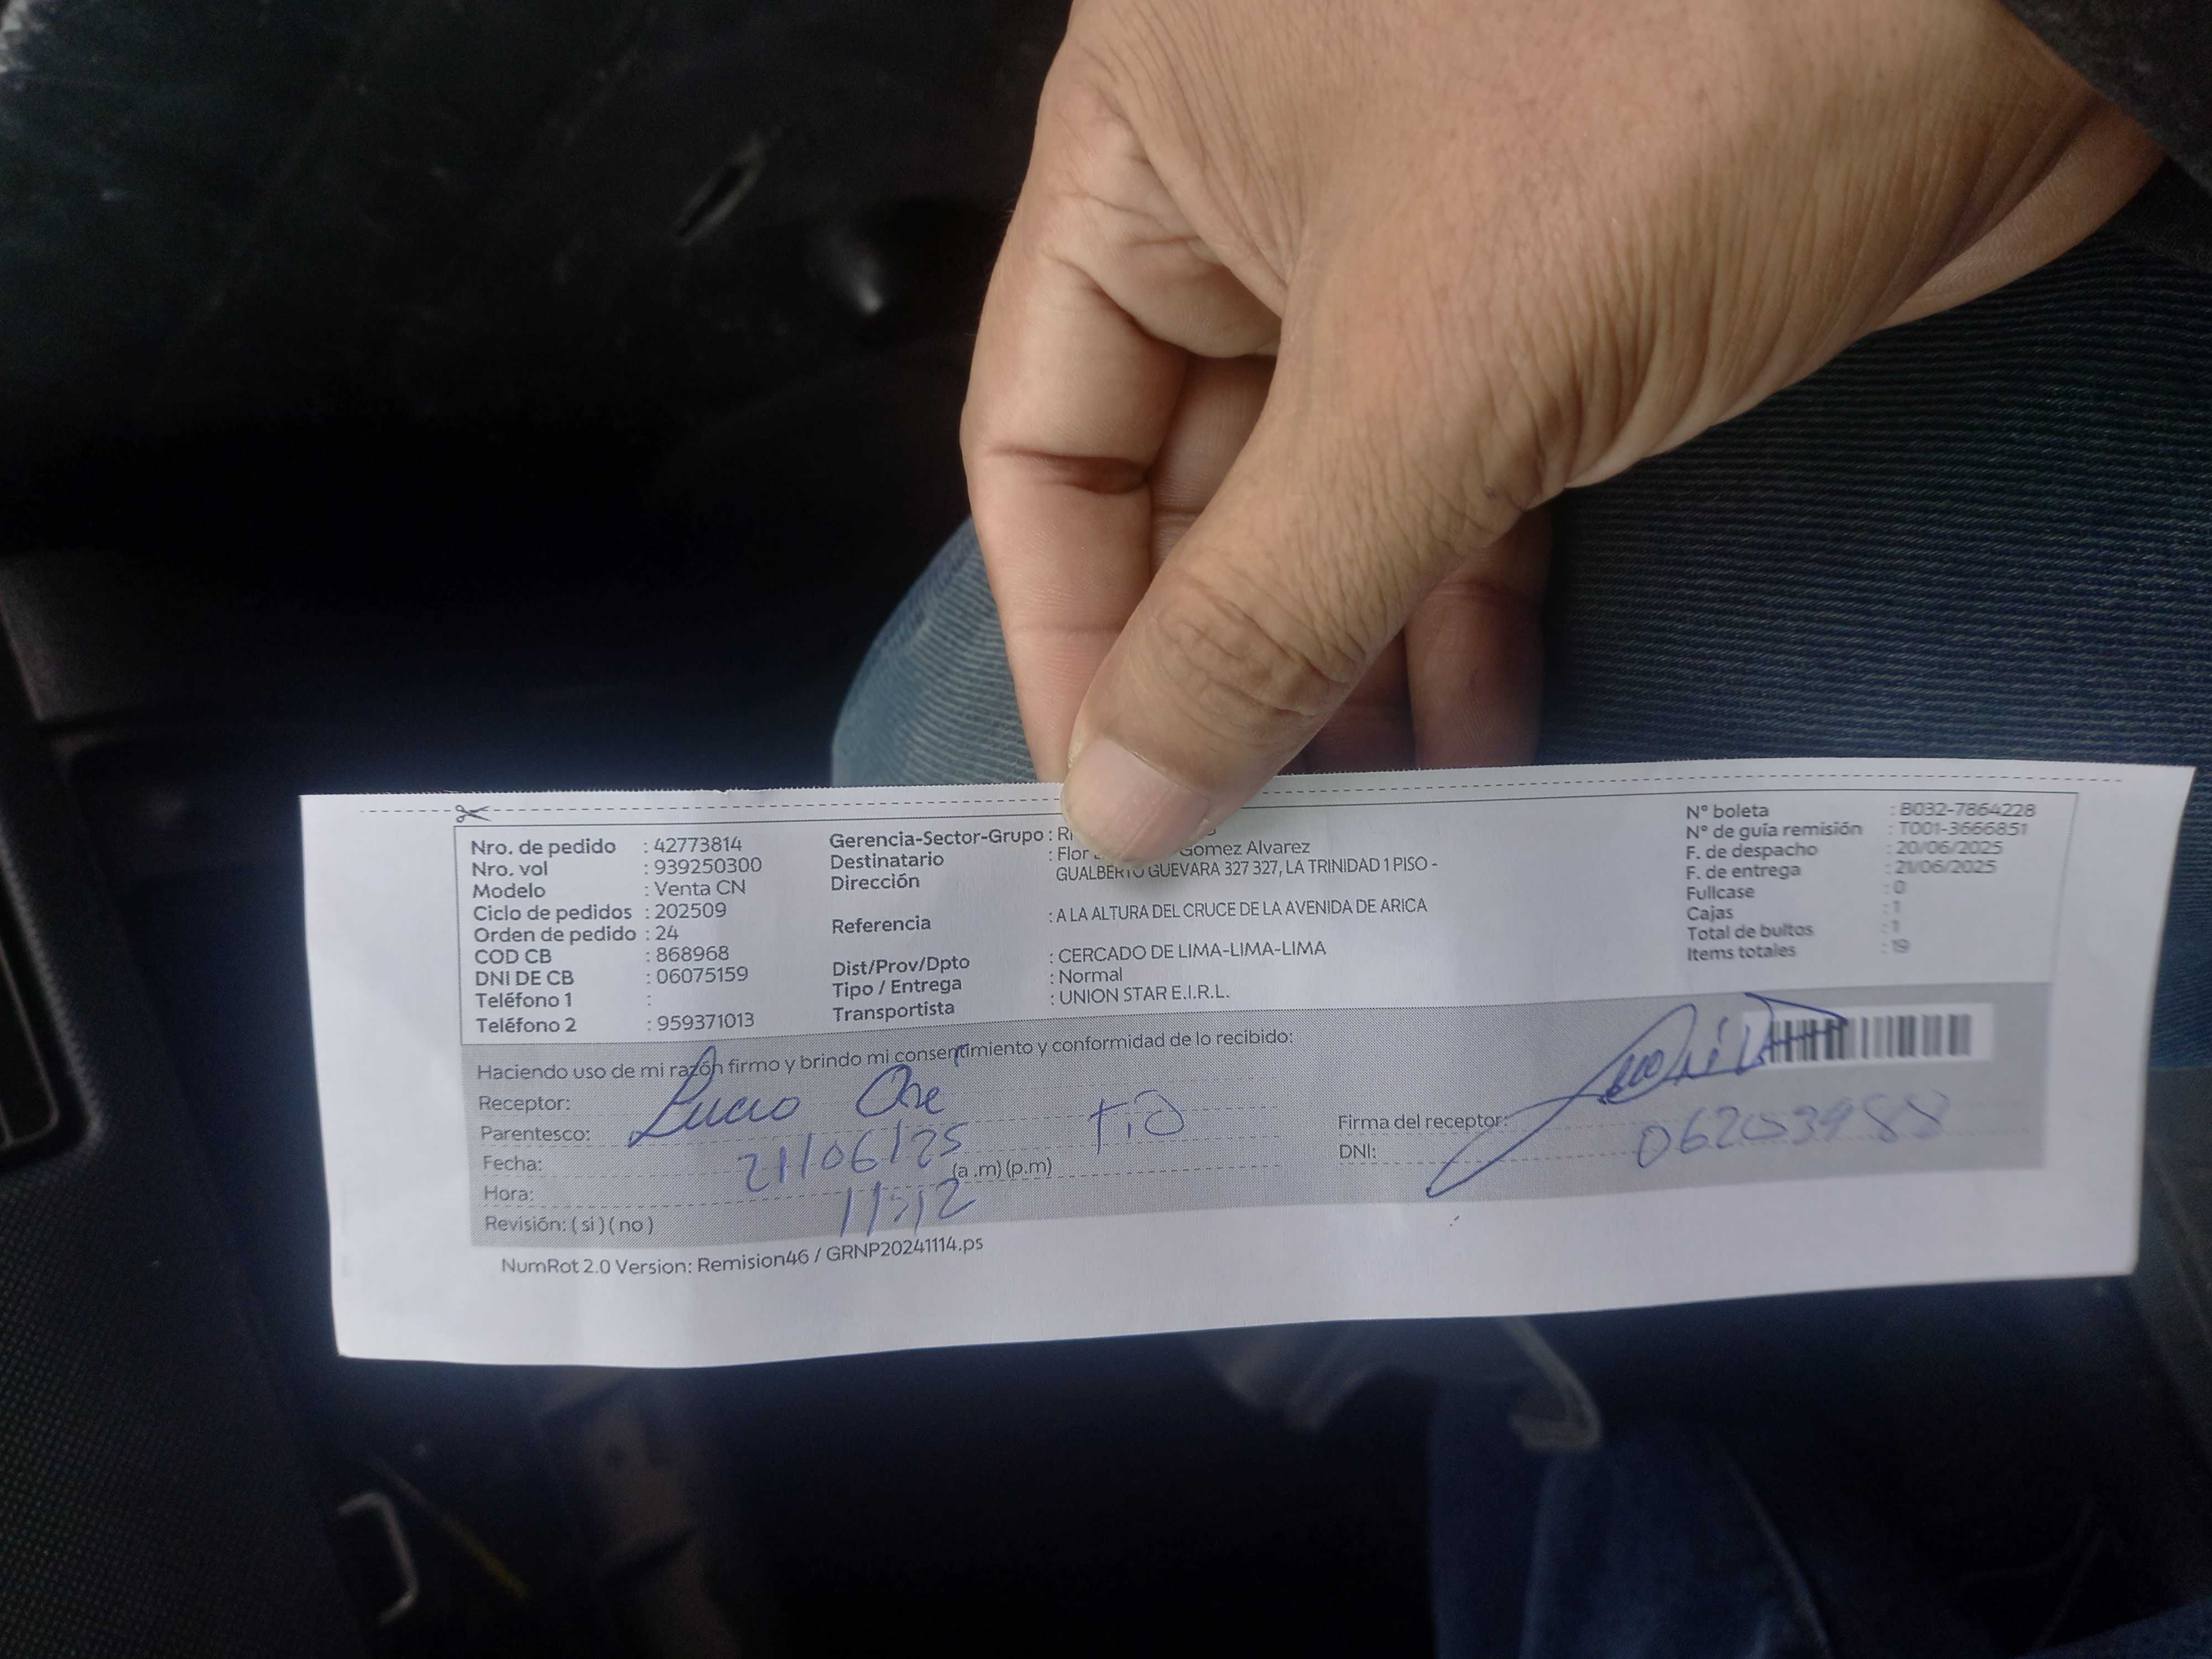 Nro. de pedido : 42773814
Nro. vol : 939250300
Modelo : Venta CN
Ciclo de pedidos : 202509
Orden de pedido : 24
COD CB : 868968
DNI DE CB : 06075159
Teléfono 1 :
Teléfono 2 : 959371013
Gerencia-Sector-Grupo :
Destinatario : Flor Gomez Alvarez
Dirección : GUALBERTO GUEVARA 327 327, LA TRINIDAD 1 PISO -
Referencia : A LA ALTURA DEL CRUCE DE LA AVENIDA DE ARICA
Dist/Prov/Dpto : CERCADO DE LIMA-LIMA-LIMA
Tipo / Entrega : Normal
Transportista : UNION STAR E.I.R.L.
N° boleta : B032-7864228
N° de guía remisión : T001-3666851
F. de despacho : 20/06/2025
F. de entrega : 21/06/2025
Fullcase : 0
Cajas : 1
Total de bultos : 1
Items totales : 19
Haciendo uso de mi razón firmo y brindo mi consentimiento y conformidad de lo recibido:
Receptor: Lucio
Parentesco: Tio
Fecha: 21/06/25
Hora: 11:12 (a .m) (p.m)
Revisión: ( si ) ( no )
Firma del receptor:
DNI:
NumRot 2.0 Version: Remision46 / GRNP20241114.ps